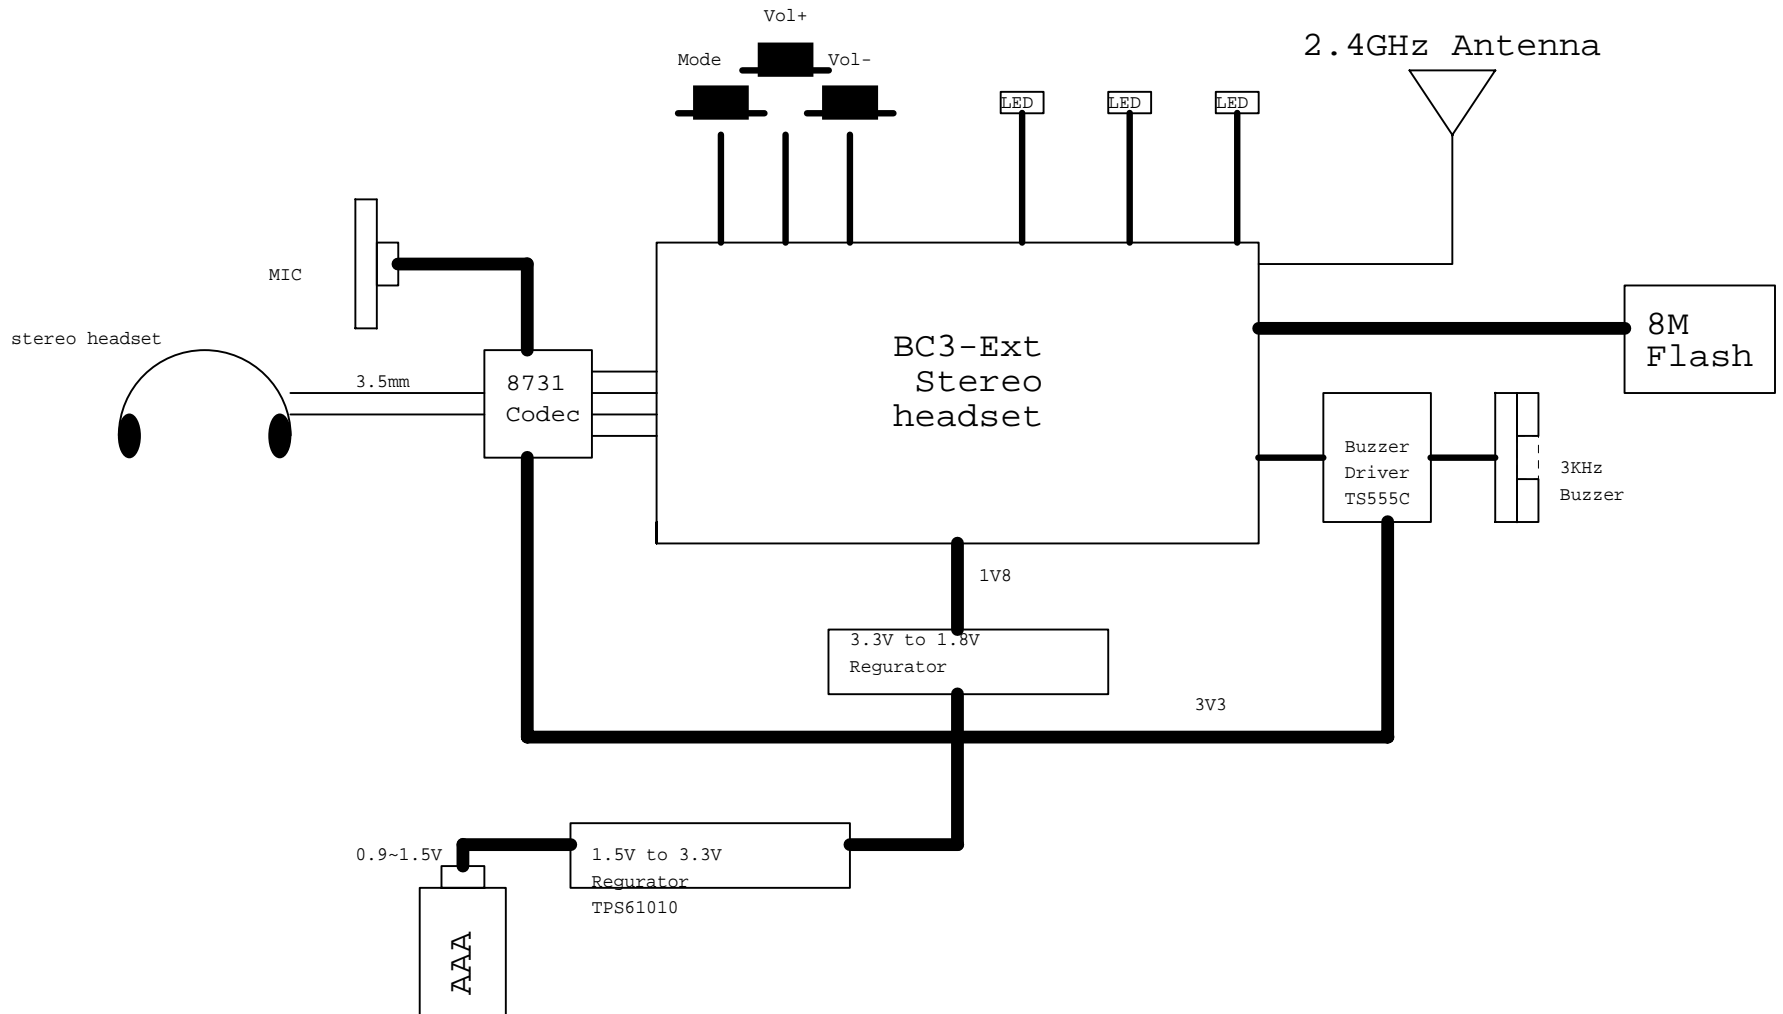 Vol+
2.4GHz Antenna
Mode
Vol-
LED
LED
LED
MIC
stereo headset
3.5mm
8731
Codec
BC3-Ext
Stereo
headset
8M
Flash
Buzzer
Driver
TS555C
3KHz
Buzzer
1V8
3.3V to 1.8V
Regurator
3V3
0.9~1.5V
1.5V to 3.3V
Regurator
TPS61010
AAA